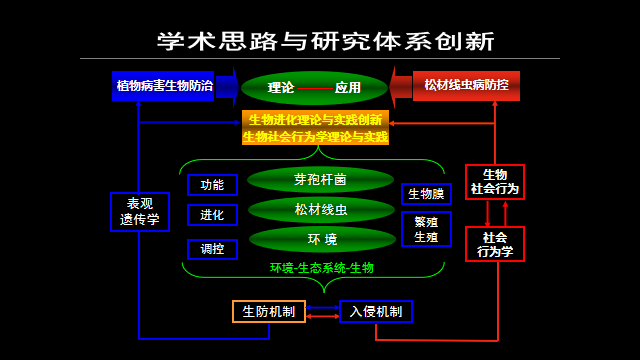 学术思路与研究体系创新
植物病害生物防治
理论——应用
松材线虫病防控
生物进化理论与实践创新
生物社会行为学理论与实践
功能
芽孢杆菌
生物膜
生物
社会行为
表观
遗传学
进化
松材线虫
繁殖
生殖
调控
环 境
社会
行为学
环境-生态系统-生物
生防机制
入侵机制